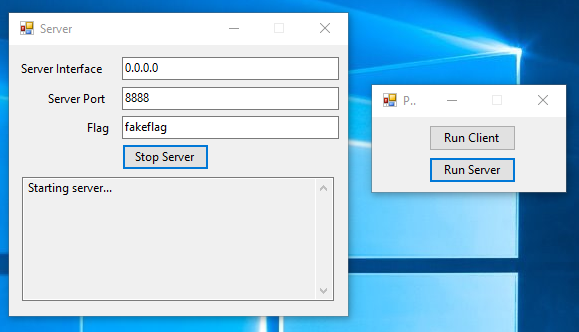 Server
Server Interface 0.0.0.0
Server Port 8888
Flag fakeflag
Stop Server
Starting server...
P..
Run Client
Run Server